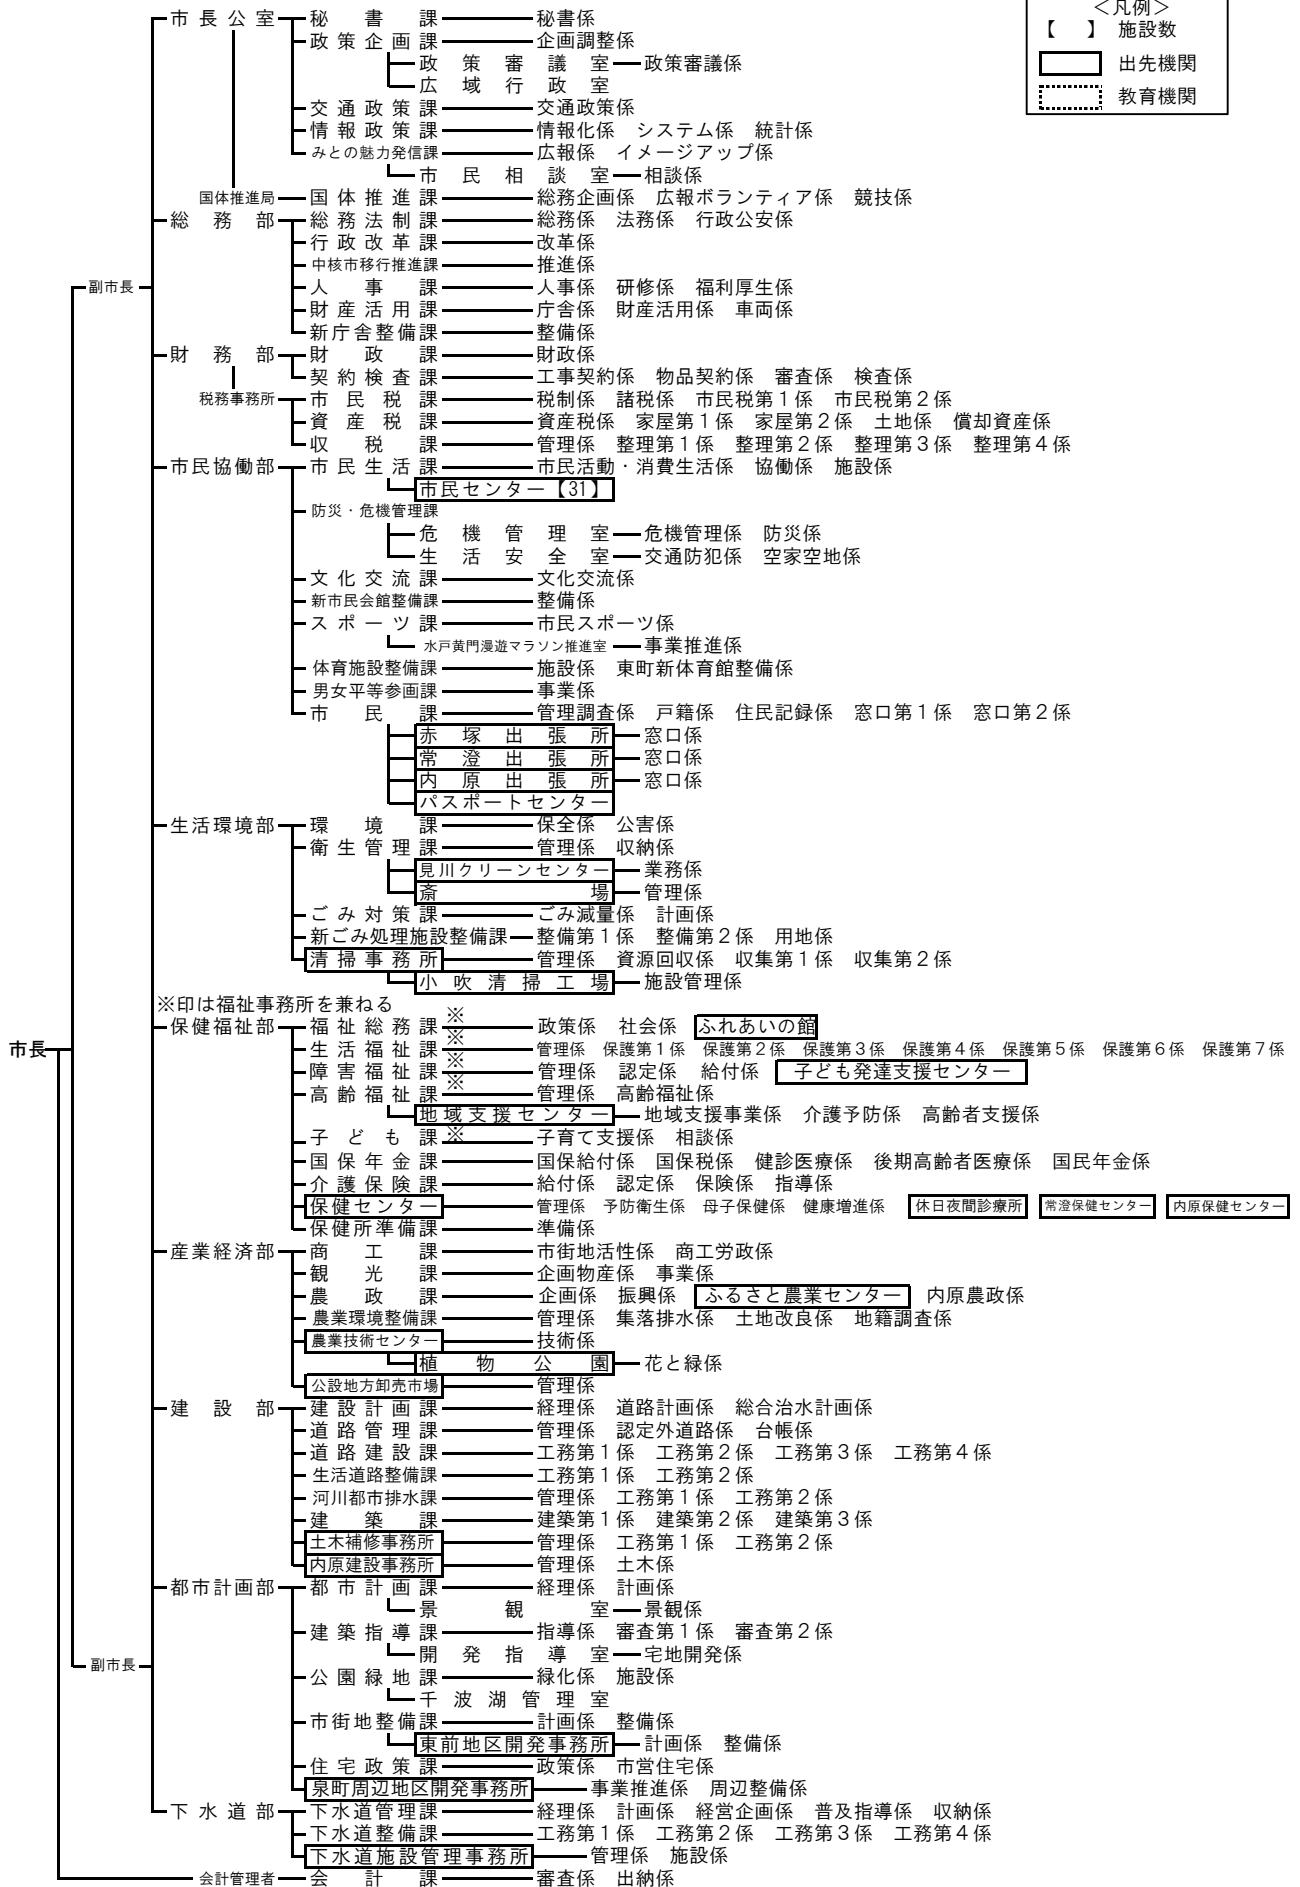 ＜凡例＞
【　】 施設数
出先機関
教育機関
市長公室 秘書課 秘書係
政策企画課 企画調整係
政策審議室 政策審議係
広域行政室
交通政策課 交通政策係
情報政策課 情報化係 システム係 統計係
みとの魅力発信課 広報係 イメージアップ係
市民相談室 相談係
国体推進局 国体推進課 総務企画係 広報ボランティア係 競技係
総務部 総務法制課 総務係 法務係 行政公安係
行政改革課 改革係
中核市移行推進課 推進係
副市長 人事課 人事係 研修係 福利厚生係
財産活用課 庁舎係 財産活用係 車両係
新庁舎整備課 整備係
財務部 財政課 財政係
契約検査課 工事契約係 物品契約係 審査係 検査係
税務事務所 市民税課 税制係 諸税係 市民税第１係 市民税第２係
資産税課 資産税係 家屋第１係 家屋第２係 土地係 償却資産係
収税課 管理係 整理第１係 整理第２係 整理第３係 整理第４係
市民協働部 市民生活課 市民活動・消費生活係 協働係 施設係
市民センター【31】
防災・危機管理課
危機管理室 危機管理係 防災係
生活安全室 交通防犯係 空家空地係
文化交流課 文化交流係
新市民会館整備課 整備係
スポーツ課 市民スポーツ係
水戸黄門漫遊マラソン推進室 事業推進係
体育施設整備課 施設係 東町新体育館整備係
男女平等参画課 事業係
市民課 管理調査係 戸籍係 住民記録係 窓口第１係 窓口第２係
赤塚出張所 窓口係
常澄出張所 窓口係
内原出張所 窓口係
パスポートセンター
生活環境部 環境課 保全係 公害係
衛生管理課 管理係 収納係
見川クリーンセンター 業務係
斎場 管理係
ごみ対策課 ごみ減量係 計画係
新ごみ処理施設整備課 整備第１係 整備第２係 用地係
清掃事務所 管理係 資源回収係 収集第１係 収集第２係
小吹清掃工場 施設管理係
※印は福祉事務所を兼ねる
保健福祉部 福祉総務課※ 政策係 社会係 ふれあいの館
市長 生活福祉課※ 管理係 保護第１係 保護第２係 保護第３係 保護第４係 保護第５係 保護第６係 保護第７係
障害福祉課※ 管理係 認定係 給付係 子ども発達支援センター
高齢福祉課※ 管理係 高齢福祉係
地域支援センター 地域支援事業係 介護予防係 高齢者支援係
子ども課※ 子育て支援係 相談係
国保年金課 国保給付係 国保税係 健診医療係 後期高齢者医療係 国民年金係
介護保険課 給付係 認定係 保険係 指導係
保健センター 管理係 予防衛生係 母子保健係 健康増進係 休日夜間診療所 常澄保健センター 内原保健センター
保健所準備課 準備係
産業経済部 商工課 市街地活性係 商工労政係
観光課 企画物産係 事業係
農政課 企画係 振興係 ふるさと農業センター 内原農政係
農業環境整備課 管理係 集落排水係 土地改良係 地籍調査係
農業技術センター 技術係
植物公園 花と緑係
公設地方卸売市場 管理係
建設部 建設計画課 経理係 道路計画係 総合治水計画係
道路管理課 管理係 認定外道路係 台帳係
道路建設課 工務第１係 工務第２係 工務第３係 工務第４係
生活道路整備課 工務第１係 工務第２係
河川都市排水課 管理係 工務第１係 工務第２係
建築課 建築第１係 建築第２係 建築第３係
土木補修事務所 管理係 工務第１係 工務第２係
内原建設事務所 管理係 土木係
都市計画部 都市計画課 経理係 計画係
景観室 景観係
建築指導課 指導係 審査第１係 審査第２係
開発指導室 宅地開発係
副市長
公園緑地課 緑化係 施設係
千波湖管理室
市街地整備課 計画係 整備係
東前地区開発事務所 計画係 整備係
住宅政策課 政策係 市営住宅係
泉町周辺地区開発事務所 事業推進係 周辺整備係
下水道部 下水道管理課 経理係 計画係 経営企画係 普及指導係 収納係
下水道整備課 工務第１係 工務第２係 工務第３係 工務第４係
下水道施設管理事務所 管理係 施設係
会計管理者 会計課 審査係 出納係